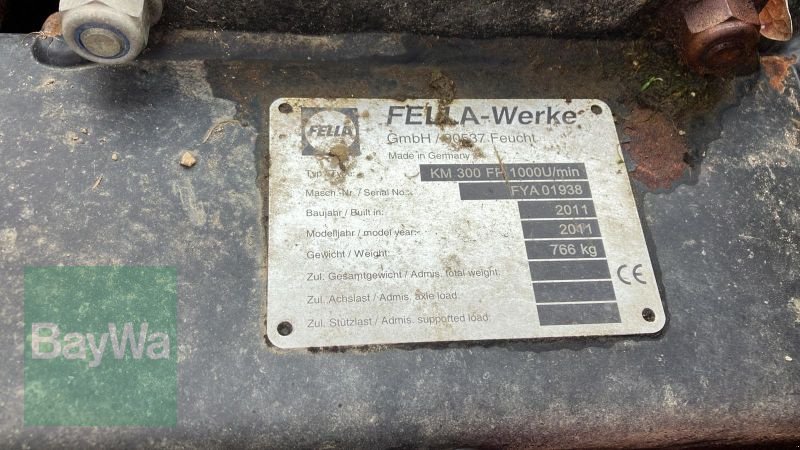 FELLA
FELLA-Werke
GmbH / 90537 Feucht
Made in Germany
Typ / Type: KM 300 FP 1000U/min
Masch.-Nr. / Serial No.: FYA 01938
Baujahr / Built in: 2011
Modelljahr / model year: 2011
Gewicht / Weight: 766 kg
Zul. Gesamtgewicht / Admis. total weight:
Zul. Achslast / Admis. axle load:
Zul. Stützlast / Admis. supported load:
CE
BayWa